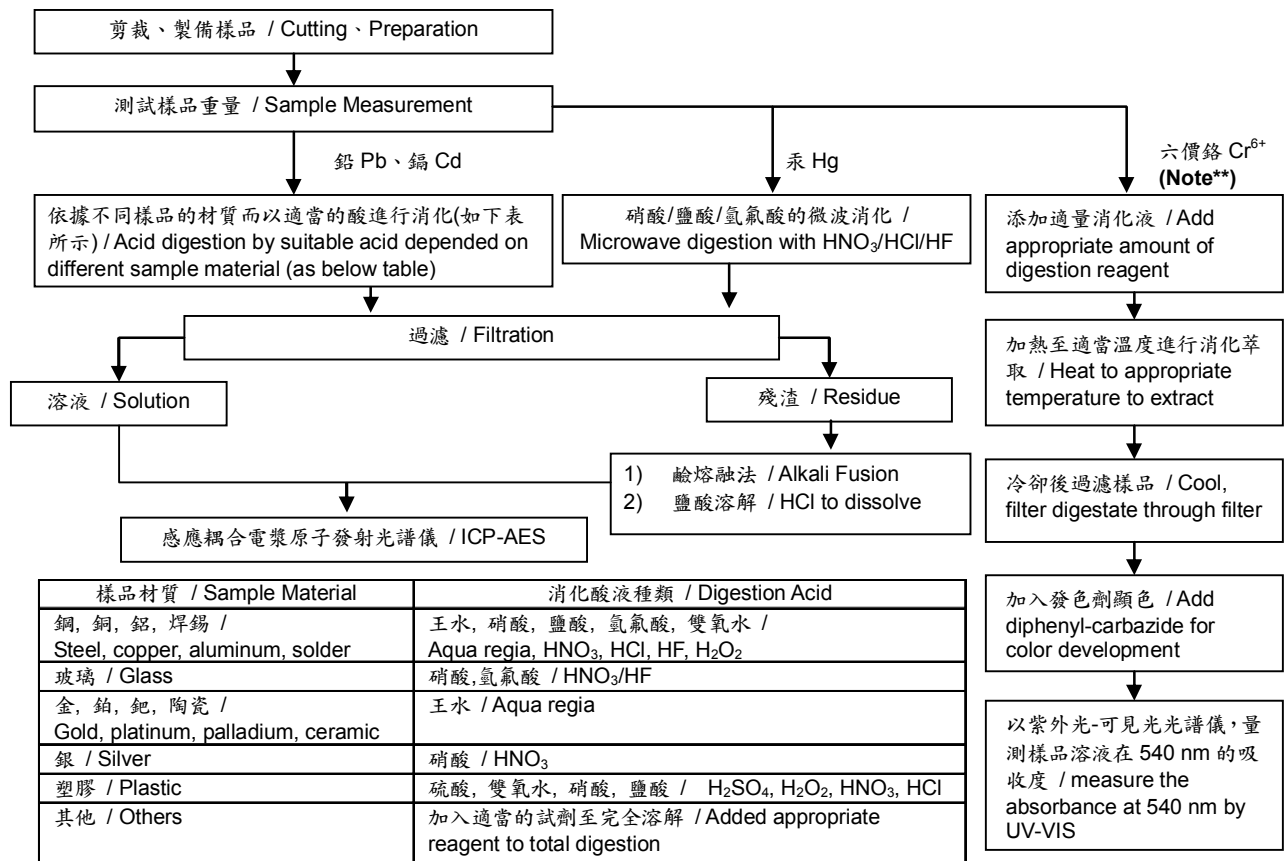 剪裁、製備樣品 / Cutting、Preparation
測試樣品重量 / Sample Measurement
鉛 Pb、鎘 Cd
汞 Hg
六價鉻 Cr⁶⁺
(Note**)
依據不同樣品的材質而以適當的酸進行消化(如下表
所示) / Acid digestion by suitable acid depended on
different sample material (as below table)
硝酸/鹽酸/氫氟酸的微波消化 /
Microwave digestion with HNO₃/HCl/HF
添加適量消化液 / Add
appropriate amount of
digestion reagent
過濾 / Filtration
溶液 / Solution
殘渣 / Residue
1) 鹼熔融法 / Alkali Fusion
2) 鹽酸溶解 / HCl to dissolve
感應耦合電漿原子發射光譜儀 / ICP-AES
加熱至適當溫度進行消化萃
取 / Heat to appropriate
temperature to extract
冷卻後過濾樣品 / Cool,
filter digestate through filter
加入發色劑顯色 / Add
diphenyl-carbazide for
color development
以紫外光-可見光光譜儀，量
測樣品溶液在 540 nm 的吸
收度 / measure the
absorbance at 540 nm by
UV-VIS
樣品材質 / Sample Material
消化酸液種類 / Digestion Acid
鋼, 銅, 鋁, 焊錫 /
Steel, copper, aluminum, solder
王水, 硝酸, 鹽酸, 氫氟酸, 雙氧水 /
Aqua regia, HNO₃, HCl, HF, H₂O₂
玻璃 / Glass
硝酸,氫氟酸 / HNO₃/HF
金, 鉑, 鈀, 陶瓷 /
Gold, platinum, palladium, ceramic
王水 / Aqua regia
銀 / Silver
硝酸 / HNO₃
塑膠 / Plastic
硫酸, 雙氧水, 硝酸, 鹽酸 / H₂SO₄, H₂O₂, HNO₃, HCl
其他 / Others
加入適當的試劑至完全溶解 / Added appropriate
reagent to total digestion